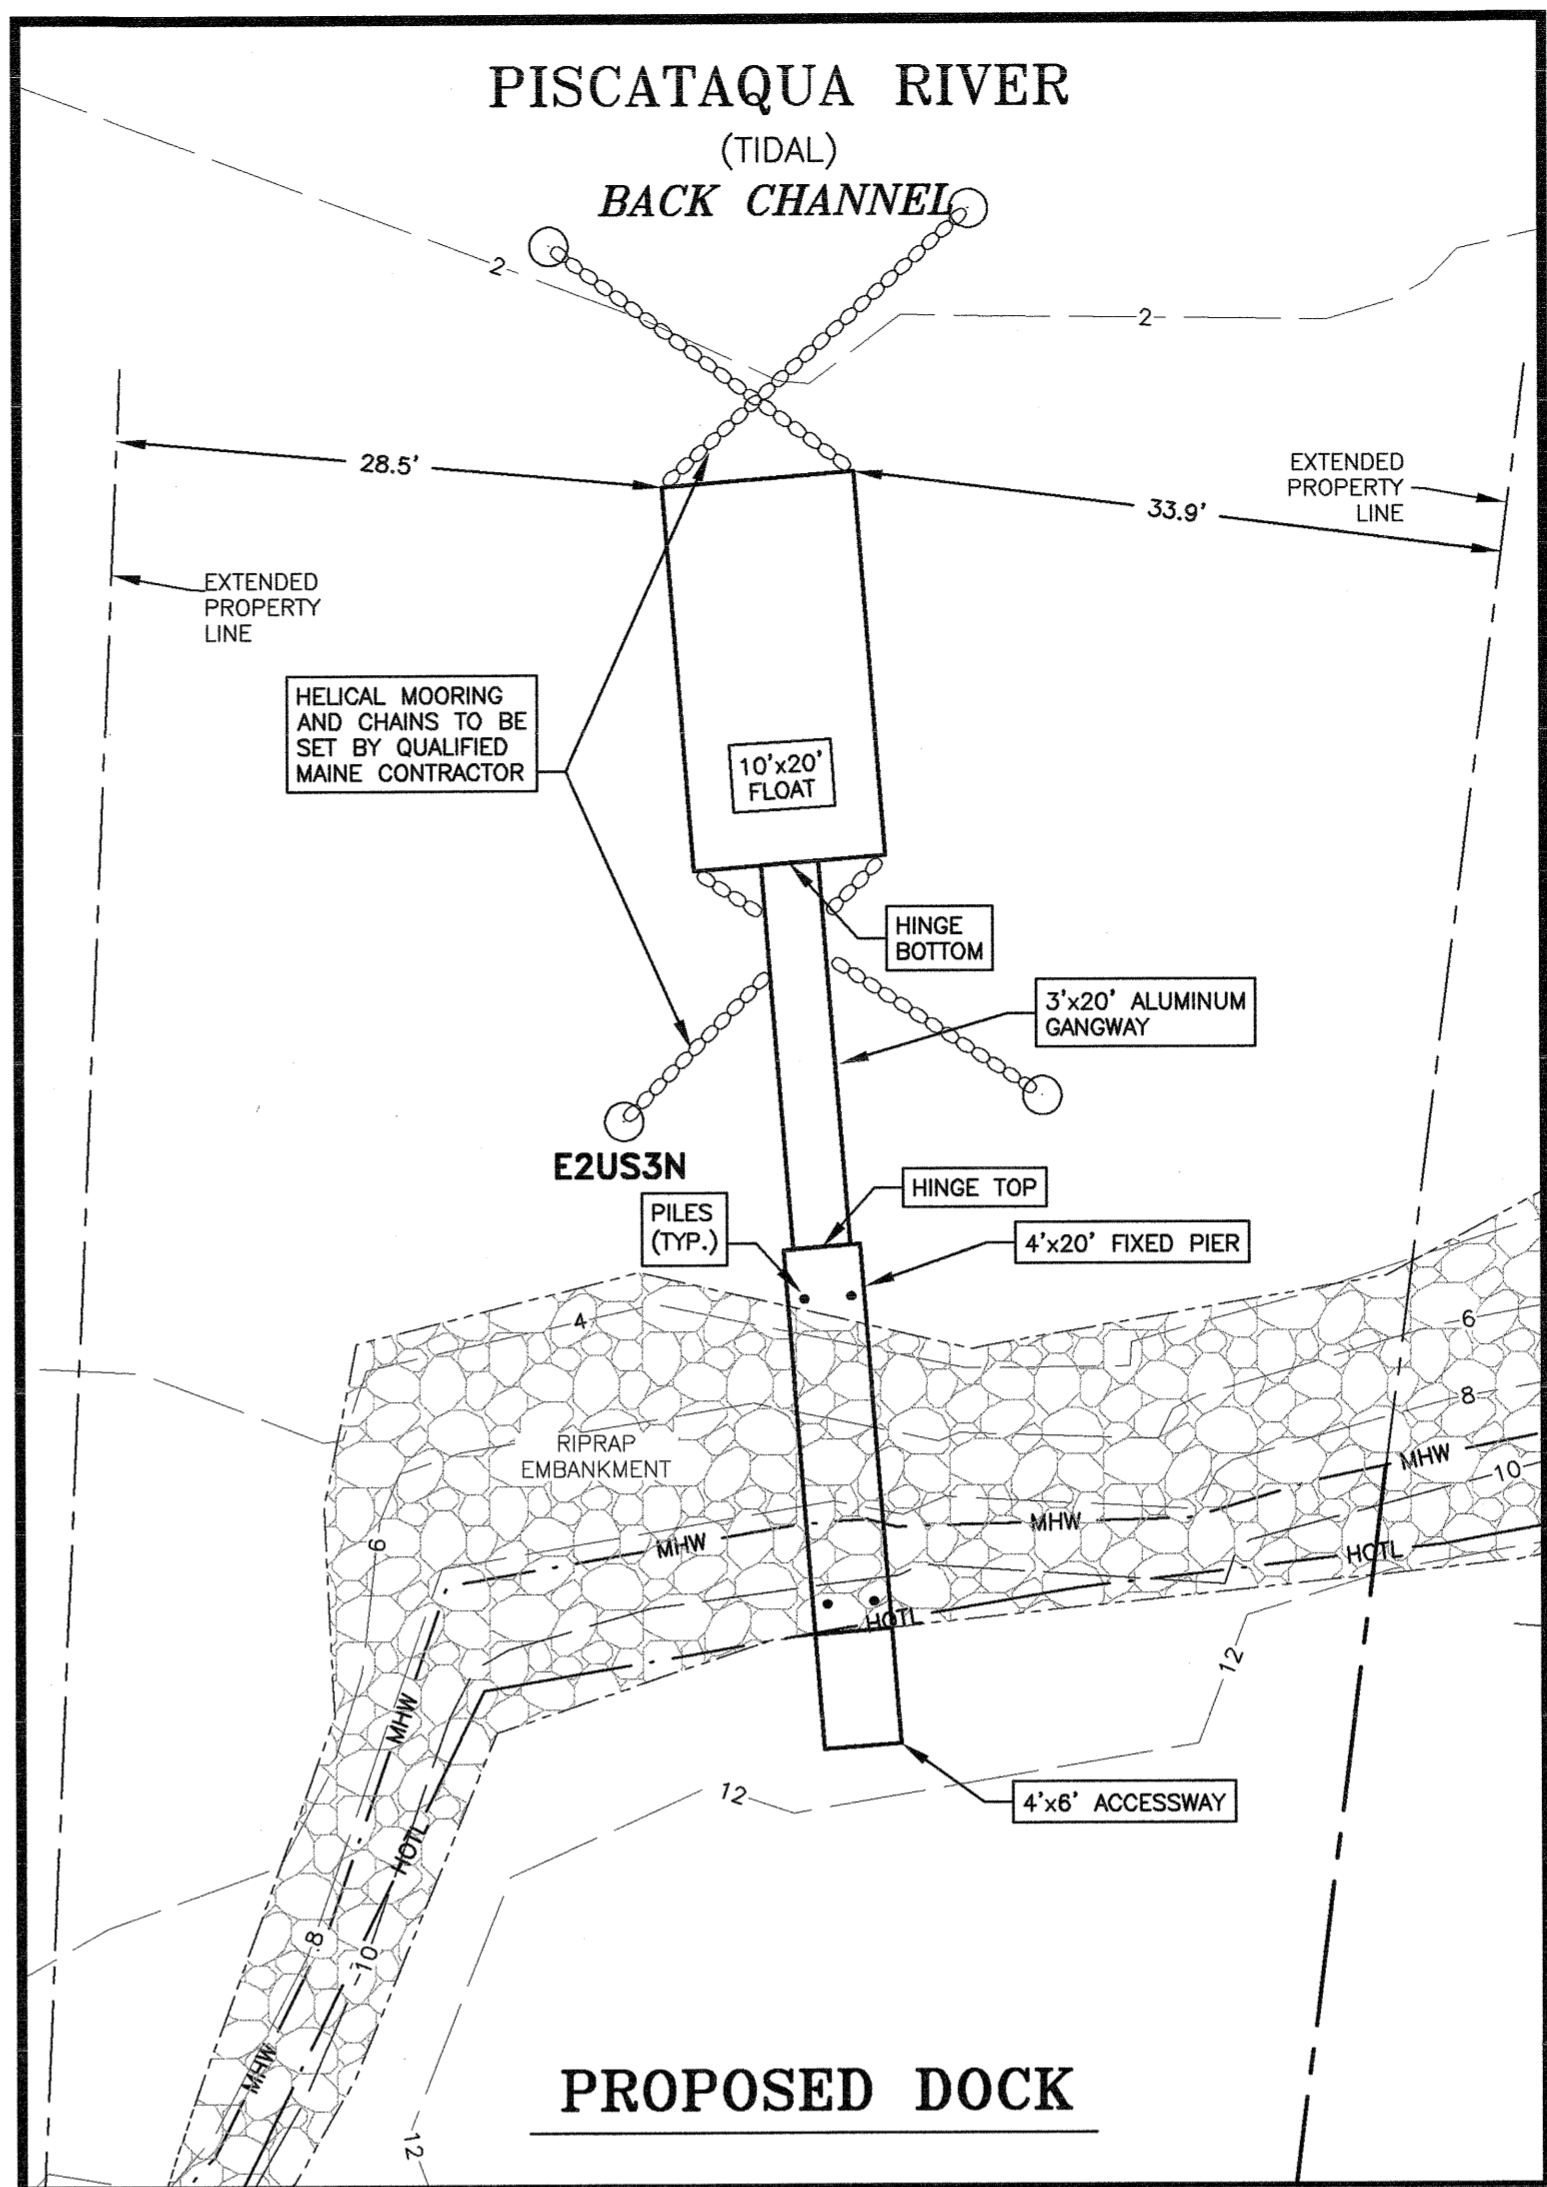 PISCATAQUA RIVER
(TIDAL)
BACK CHANNEL
2
2
28.5'
33.9'
EXTENDED
PROPERTY
LINE
EXTENDED
PROPERTY
LINE
HELICAL MOORING
AND CHAINS TO BE
SET BY QUALIFIED
MAINE CONTRACTOR
10'x20'
FLOAT
HINGE
BOTTOM
3'x20' ALUMINUM
GANGWAY
E2US3N
HINGE TOP
PILES
(TYP.)
4'x20' FIXED PIER
4
6
8
RIPRAP
EMBANKMENT
MHW
10
MHW
MHW
6
HOTL
HOTL
12
MHW
12
4'x6' ACCESSWAY
HOTL
8
10
MHW
PROPOSED DOCK
12